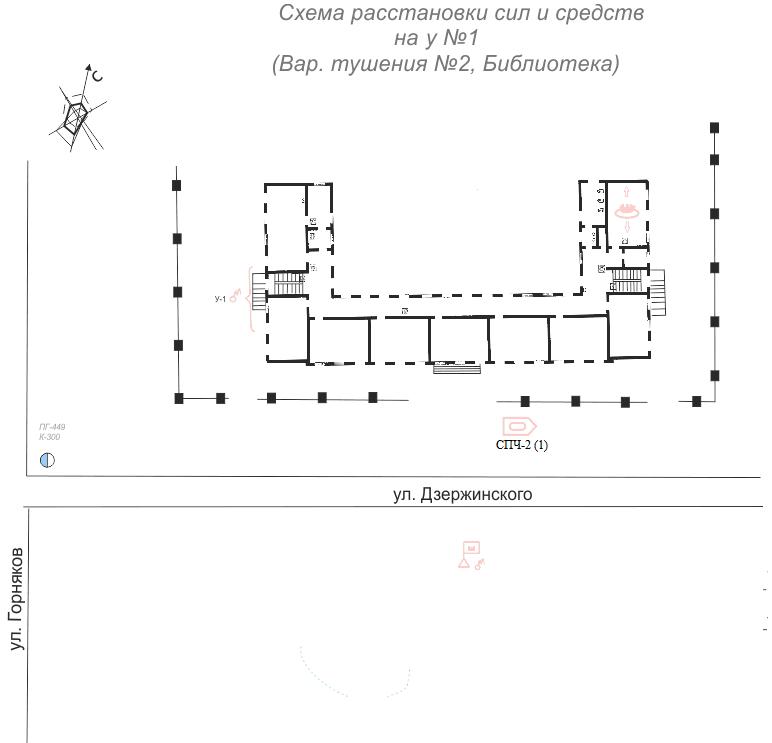 Схема расстановки сил и средств
на у №1
(Вар. тушения №2, Библиотека)
С
У-1
ПГ-449
К-300
СПЧ-2 (1)
ул. Дзержинского
ул. Горняков